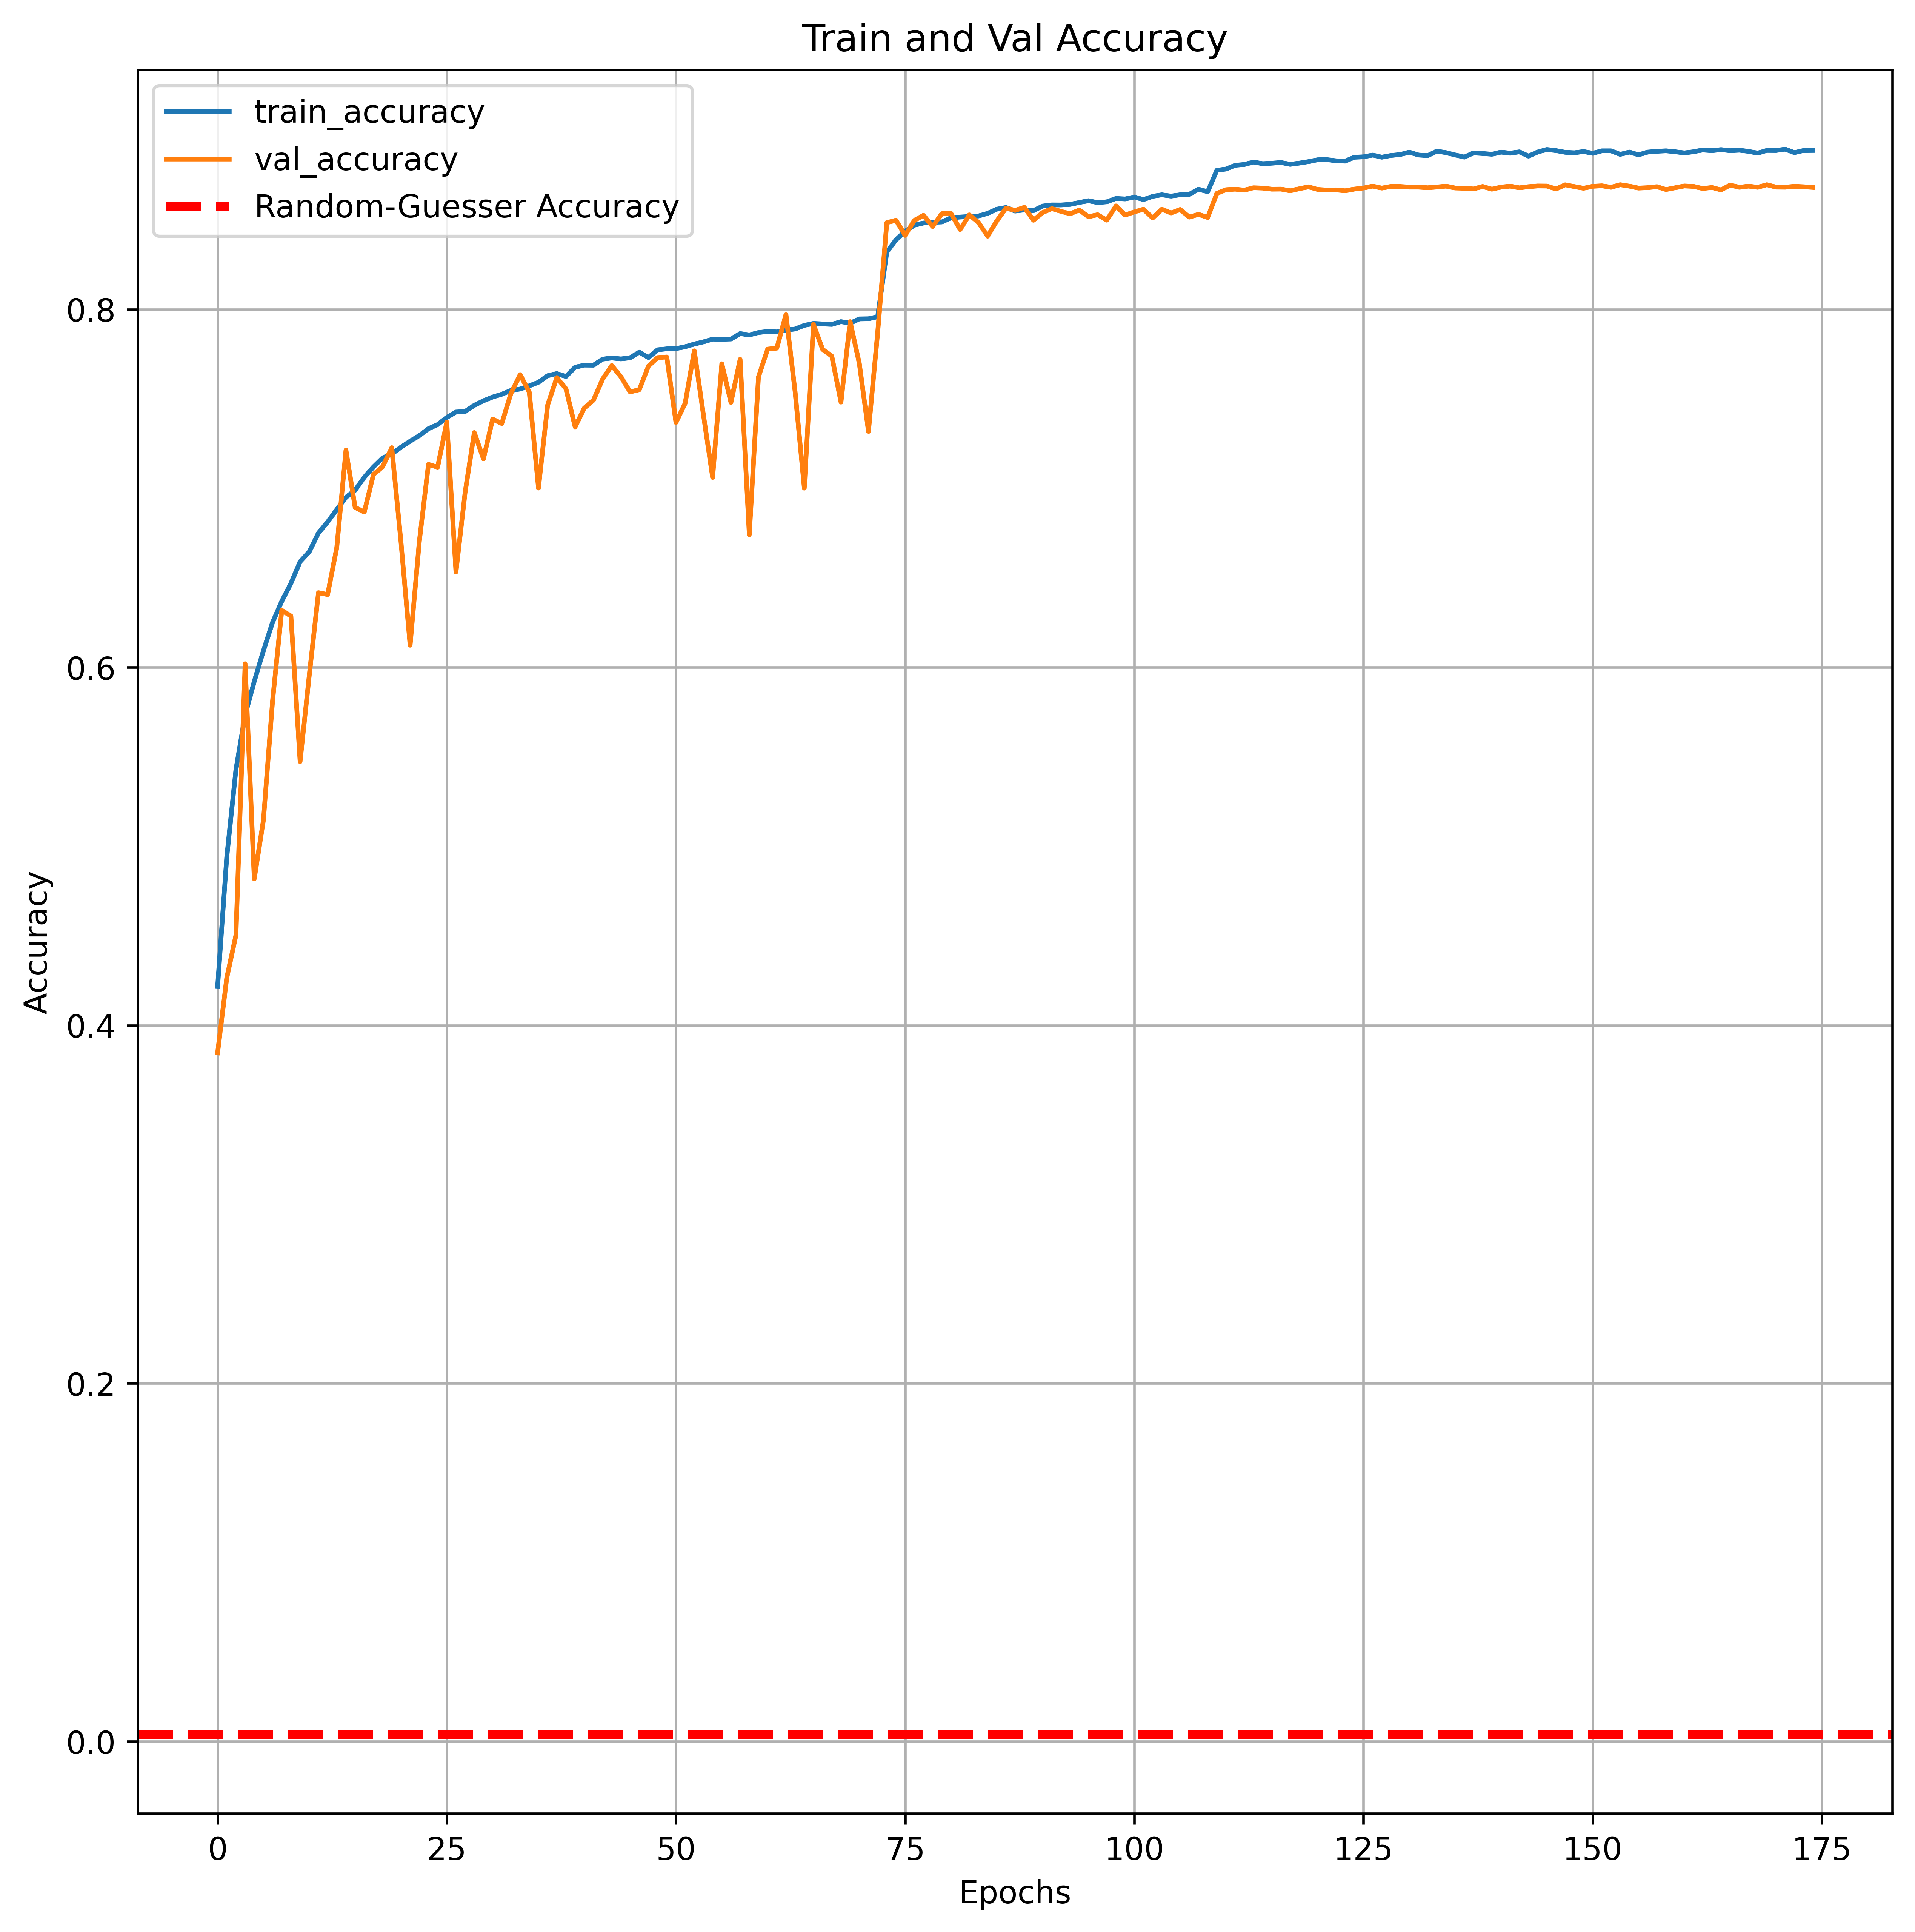 Train and Val Accuracy
train_accuracy
val_accuracy
Random-Guesser Accuracy
Accuracy
0.8
0.6
0.4
0.2
0.0
0 25 50 75 100 125 150 175
Epochs